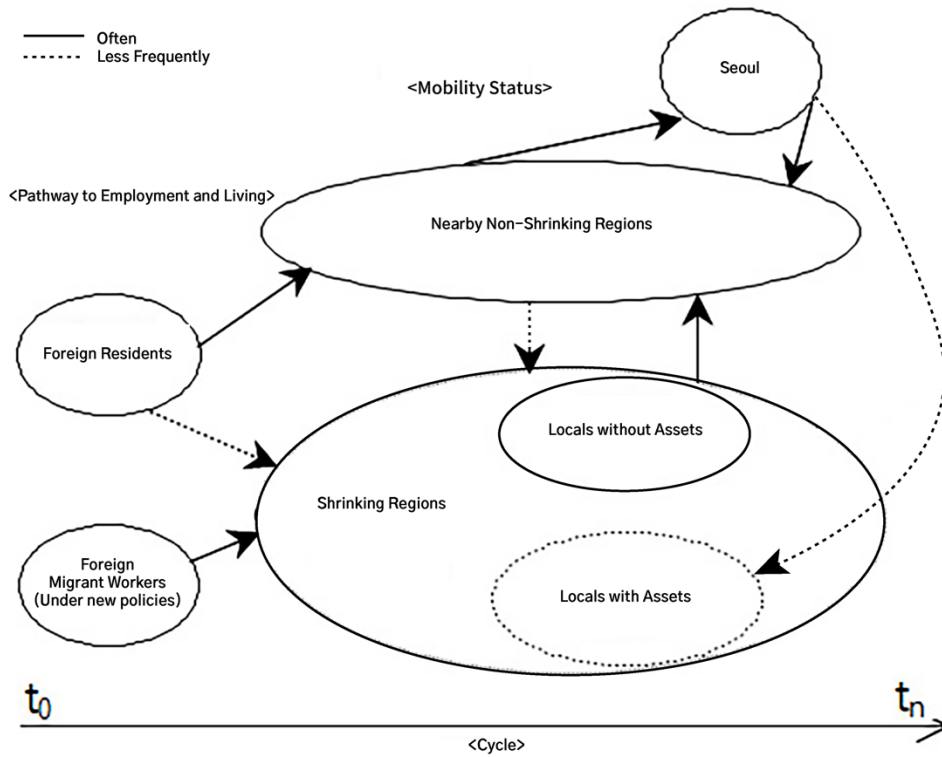 Often
Less Frequently
Seoul
<Mobility Status>
<Pathway to Employment and Living>
Nearby Non-Shrinking Regions
Foreign Residents
Locals without Assets
Shrinking Regions
Foreign
Migrant Workers
(Under new policies)
Locals with Assets
t0
tn
<Cycle>